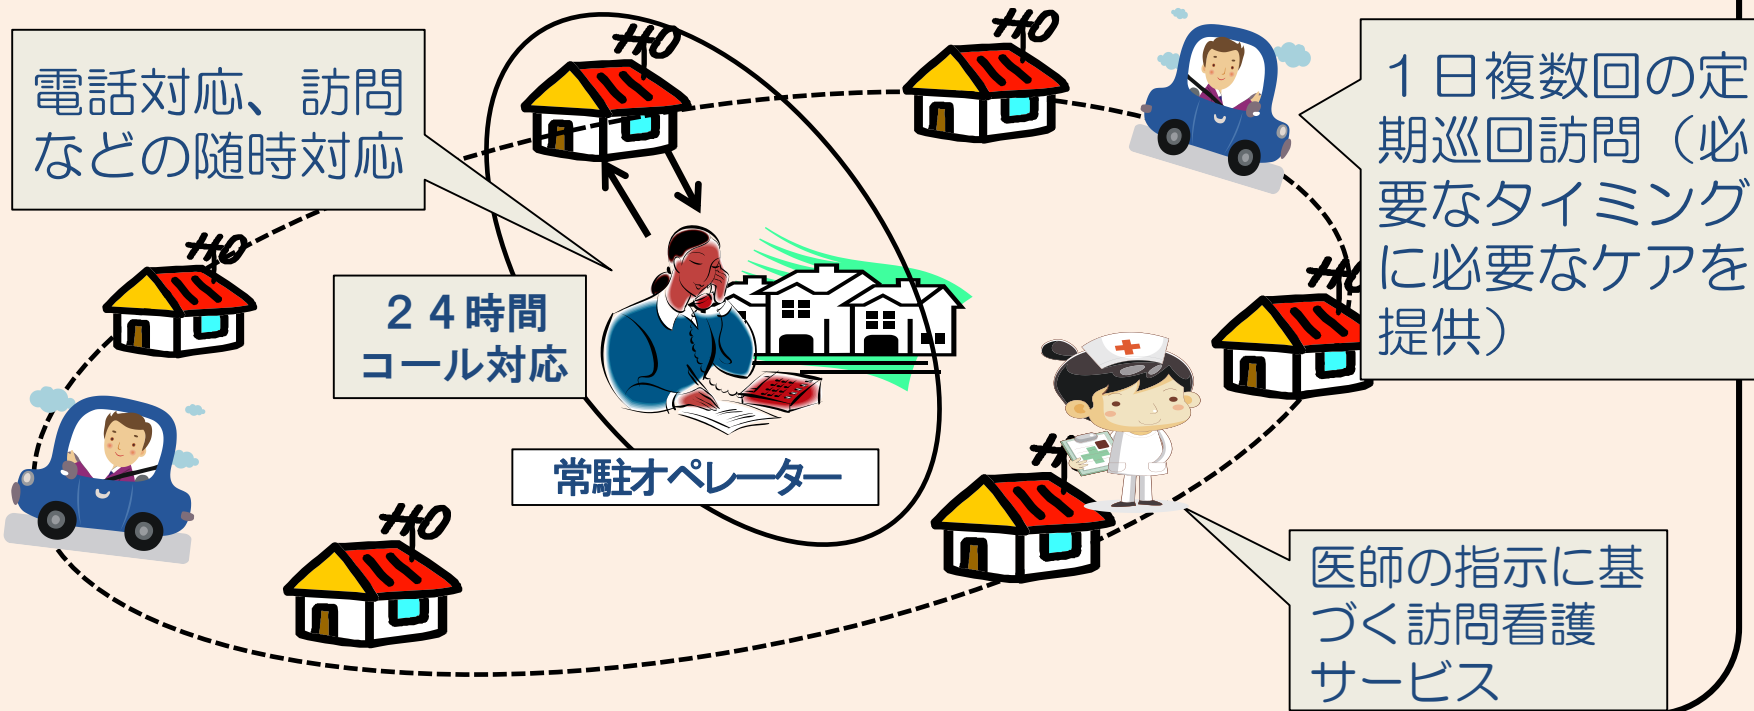 電話対応、訪問
などの随時対応
２４時間
コール対応
常駐オペレーター
１日複数回の定
期巡回訪問（必
要なタイミング
に必要なケアを
提供）
医師の指示に基
づく訪問看護
サービス